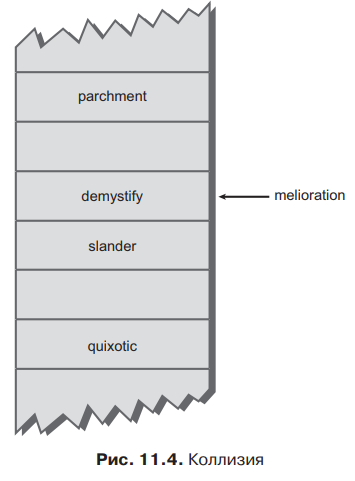 parchment
demystify
melioration
slander
quixotic
Рис. 11.4. Коллизия